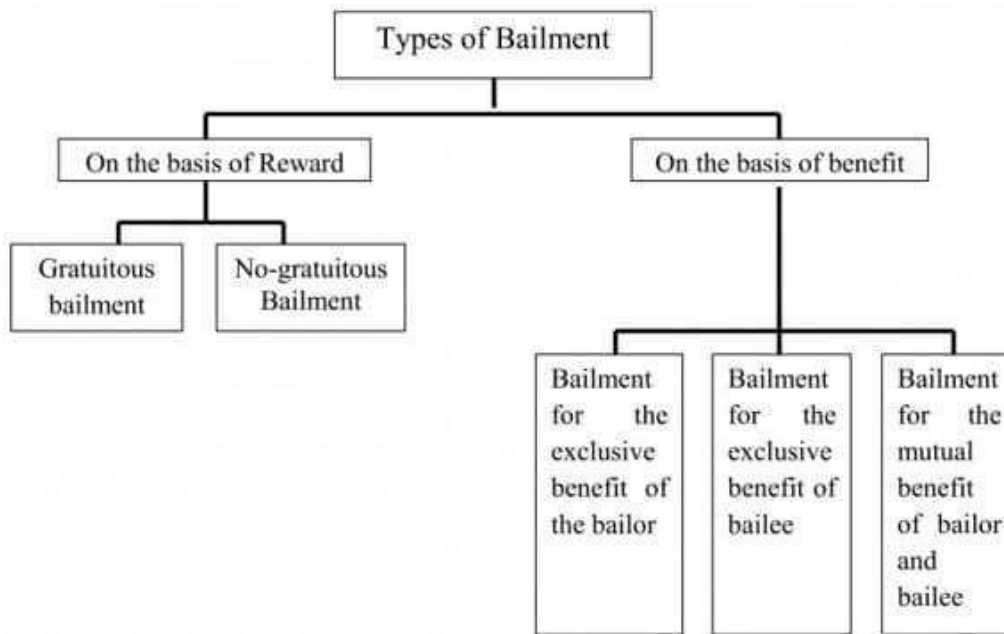 Types of Bailment
On the basis of Reward
On the basis of benefit
Gratuitous
bailment
No-gratuitous
Bailment
Bailment
for the
exclusive
benefit of
the bailor
Bailment
for the
exclusive
benefit of
bailee
Bailment
for the
mutual
benefit
of bailor
and
bailee